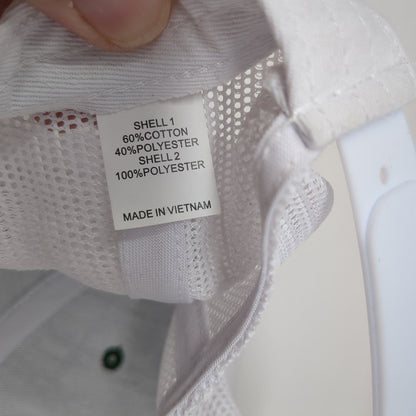 SHELL 1
60%COTTON
40%POLYESTER
SHELL 2
100%POLYESTER
MADE IN VIETNAM